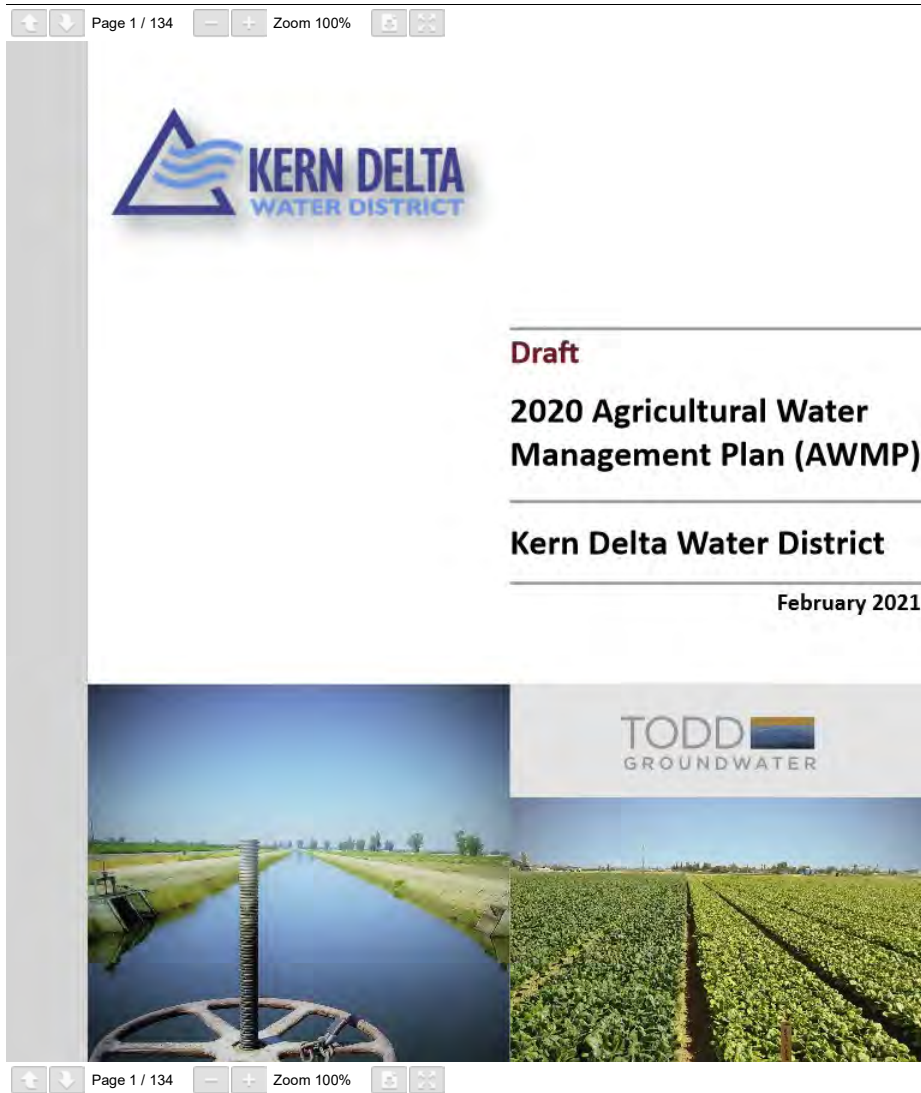 Page 1 / 134
Zoom 100%
KERN DELTA
WATER DISTRICT
Draft
2020 Agricultural Water
Management Plan (AWMP)
Kern Delta Water District
February 2021
TODD
GROUNDWATER
Page 1 / 134
Zoom 100%